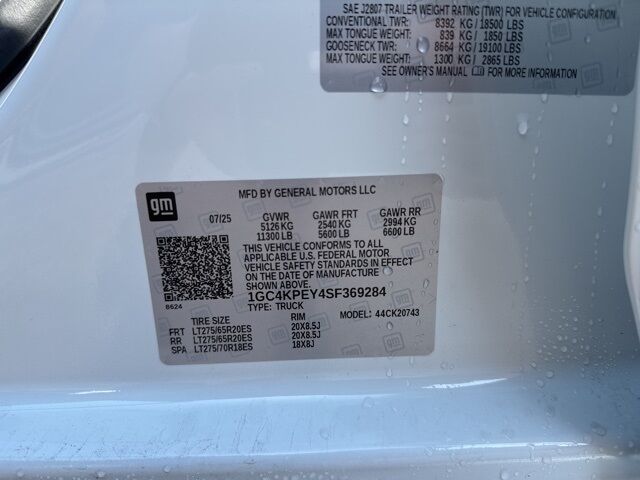 SAE J2807 TRAILER WEIGHT RATING (TWR) FOR VEHICLE CONFIGURATION
CONVENTIONAL TWR: 8392 KG / 18500 LBS
MAX TONGUE WEIGHT: 839 KG / 1850 LBS
GOOSENECK TWR: 8664 KG / 19100 LBS
MAX TONGUE WEIGHT: 1300 KG / 2865 LBS
SEE OWNER'S MANUAL FOR MORE INFORMATION
gm
MFD BY GENERAL MOTORS LLC
07/25 GVWR GAWR FRT GAWR RR
5126 KG 2540 KG 2994 KG
11300 LB 5600 LB 6600 LB
THIS VEHICLE CONFORMS TO ALL
APPLICABLE U.S. FEDERAL MOTOR
VEHICLE SAFETY STANDARDS IN EFFECT
ON THE DATE OF MANUFACTURE
SHOWN ABOVE.
1GC4KPEY4SF369284
8624 TYPE: TRUCK
TIRE SIZE RIM MODEL: 44CK20743
FRT LT275/65R20ES 20X8.5J
RR LT275/65R20ES 20X8.5J
SPA LT275/70R18ES 18X8J